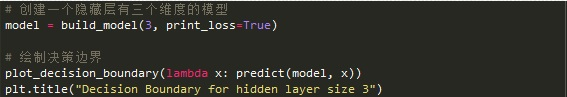 # 创建一个隐藏层有三个维度的模型
model = build_model(3, print_loss=True)
# 绘制决策边界
plot_decision_boundary(lambda x: predict(model, x))
plt.title("Decision Boundary for hidden layer size 3")